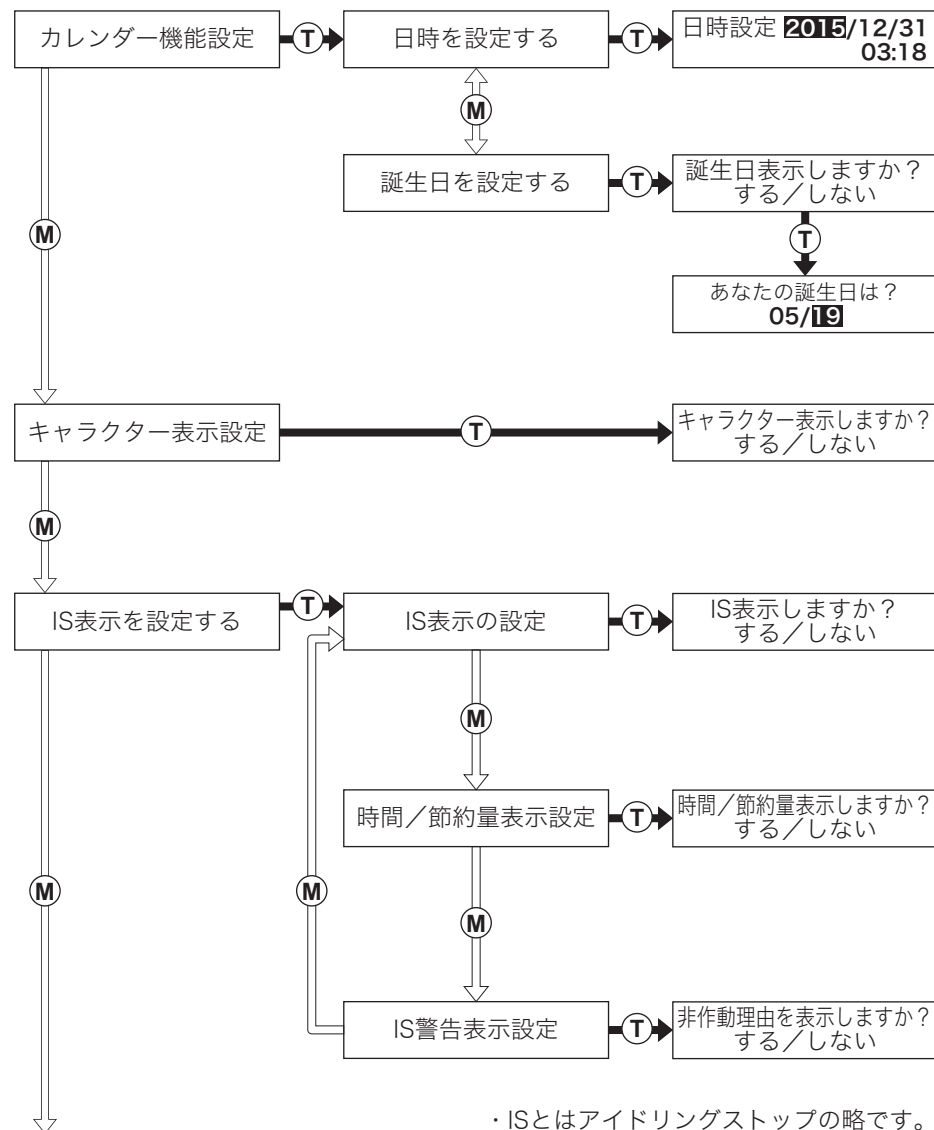 カレンダー機能設定
T
日時を設定する
T
日時設定 2015/12/31
03:18
M
誕生日を設定する
T
誕生日表示しますか？
する／しない
M
T
あなたの誕生日は？
05/19
キャラクター表示設定
T
キャラクター表示しますか？
する／しない
M
IS表示を設定する
T
IS表示の設定
T
IS表示しますか？
する／しない
M
時間／節約量表示設定
T
時間／節約量表示しますか？
する／しない
M
M
M
IS警告表示設定
T
非作動理由を表示しますか？
する／しない
・ISとはアイドリングストップの略です。